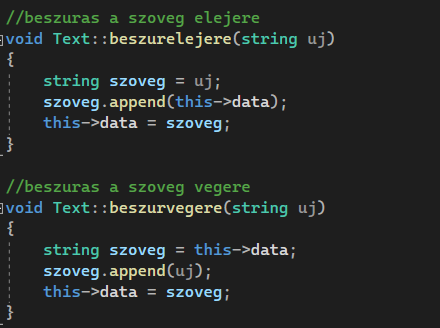 //beszuras a szoveg elejere
void Text::beszurelejere(string uj)
{
    string szoveg = uj;
    szoveg.append(this->data);
    this->data = szoveg;
}

//beszuras a szoveg vegere
void Text::beszurvegere(string uj)
{
    string szoveg = this->data;
    szoveg.append(uj);
    this->data = szoveg;
}